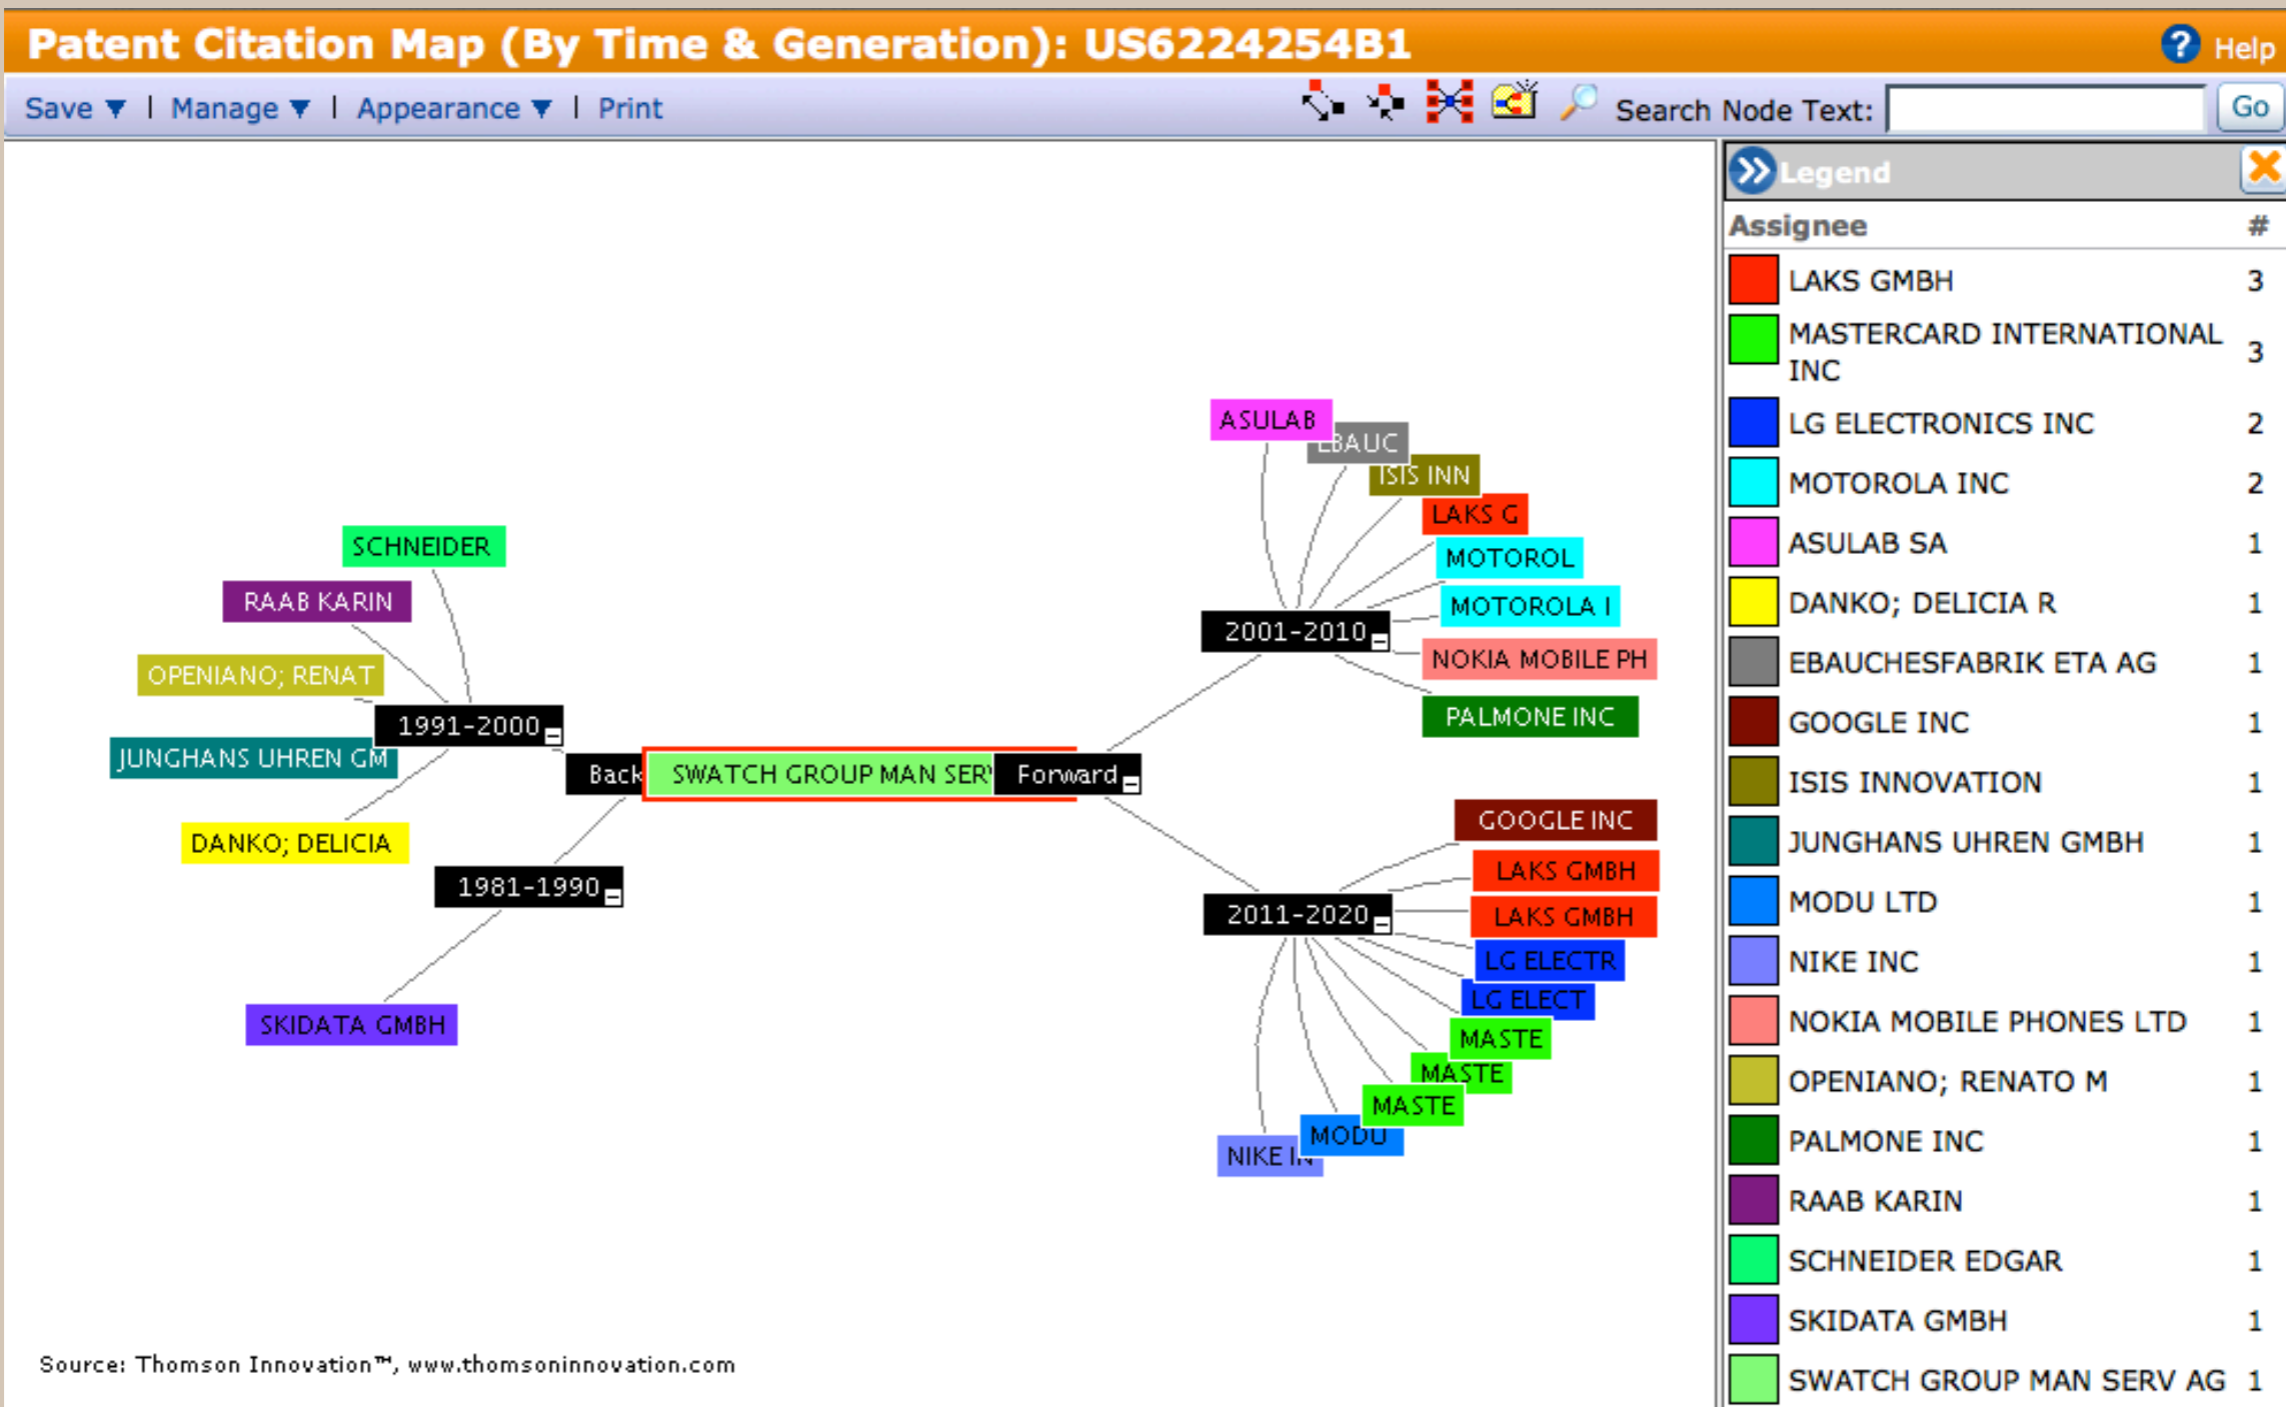 Patent Citation Map (By Time & Generation): US6224254B1
? Help
Save ▼ | Manage ▼ | Appearance ▼ | Print
Search Node Text:
Go
ASULAB
EBAUC
ISIS INN
LAKS G
MOTOROL
MOTOROLA I
NOKIA MOBILE PH
PALMONE INC
2001-2010
SCHNEIDER
RAAB KARIN
OPENIANO; RENAT
1991-2000
JUNGHANS UHREN GM
DANKO; DELICIA
Back
SWATCH GROUP MAN SER
Forward
1981-1990
SKIDATA GMBH
GOOGLE INC
LAKS GMBH
LAKS GMBH
2011-2020
LG ELECTR
LG ELECT
MASTE
MASTE
MASTE
MODU
NIKE IN
Source: Thomson Innovation™, www.thomsoninnovation.com
Legend
Assignee #
LAKS GMBH 3
MASTERCARD INTERNATIONAL
INC 3
LG ELECTRONICS INC 2
MOTOROLA INC 2
ASULAB SA 1
DANKO; DELICIA R 1
EBAUCHESFABRIK ETA AG 1
GOOGLE INC 1
ISIS INNOVATION 1
JUNGHANS UHREN GMBH 1
MODU LTD 1
NIKE INC 1
NOKIA MOBILE PHONES LTD 1
OPENIANO; RENATO M 1
PALMONE INC 1
RAAB KARIN 1
SCHNEIDER EDGAR 1
SKIDATA GMBH 1
SWATCH GROUP MAN SERV AG 1